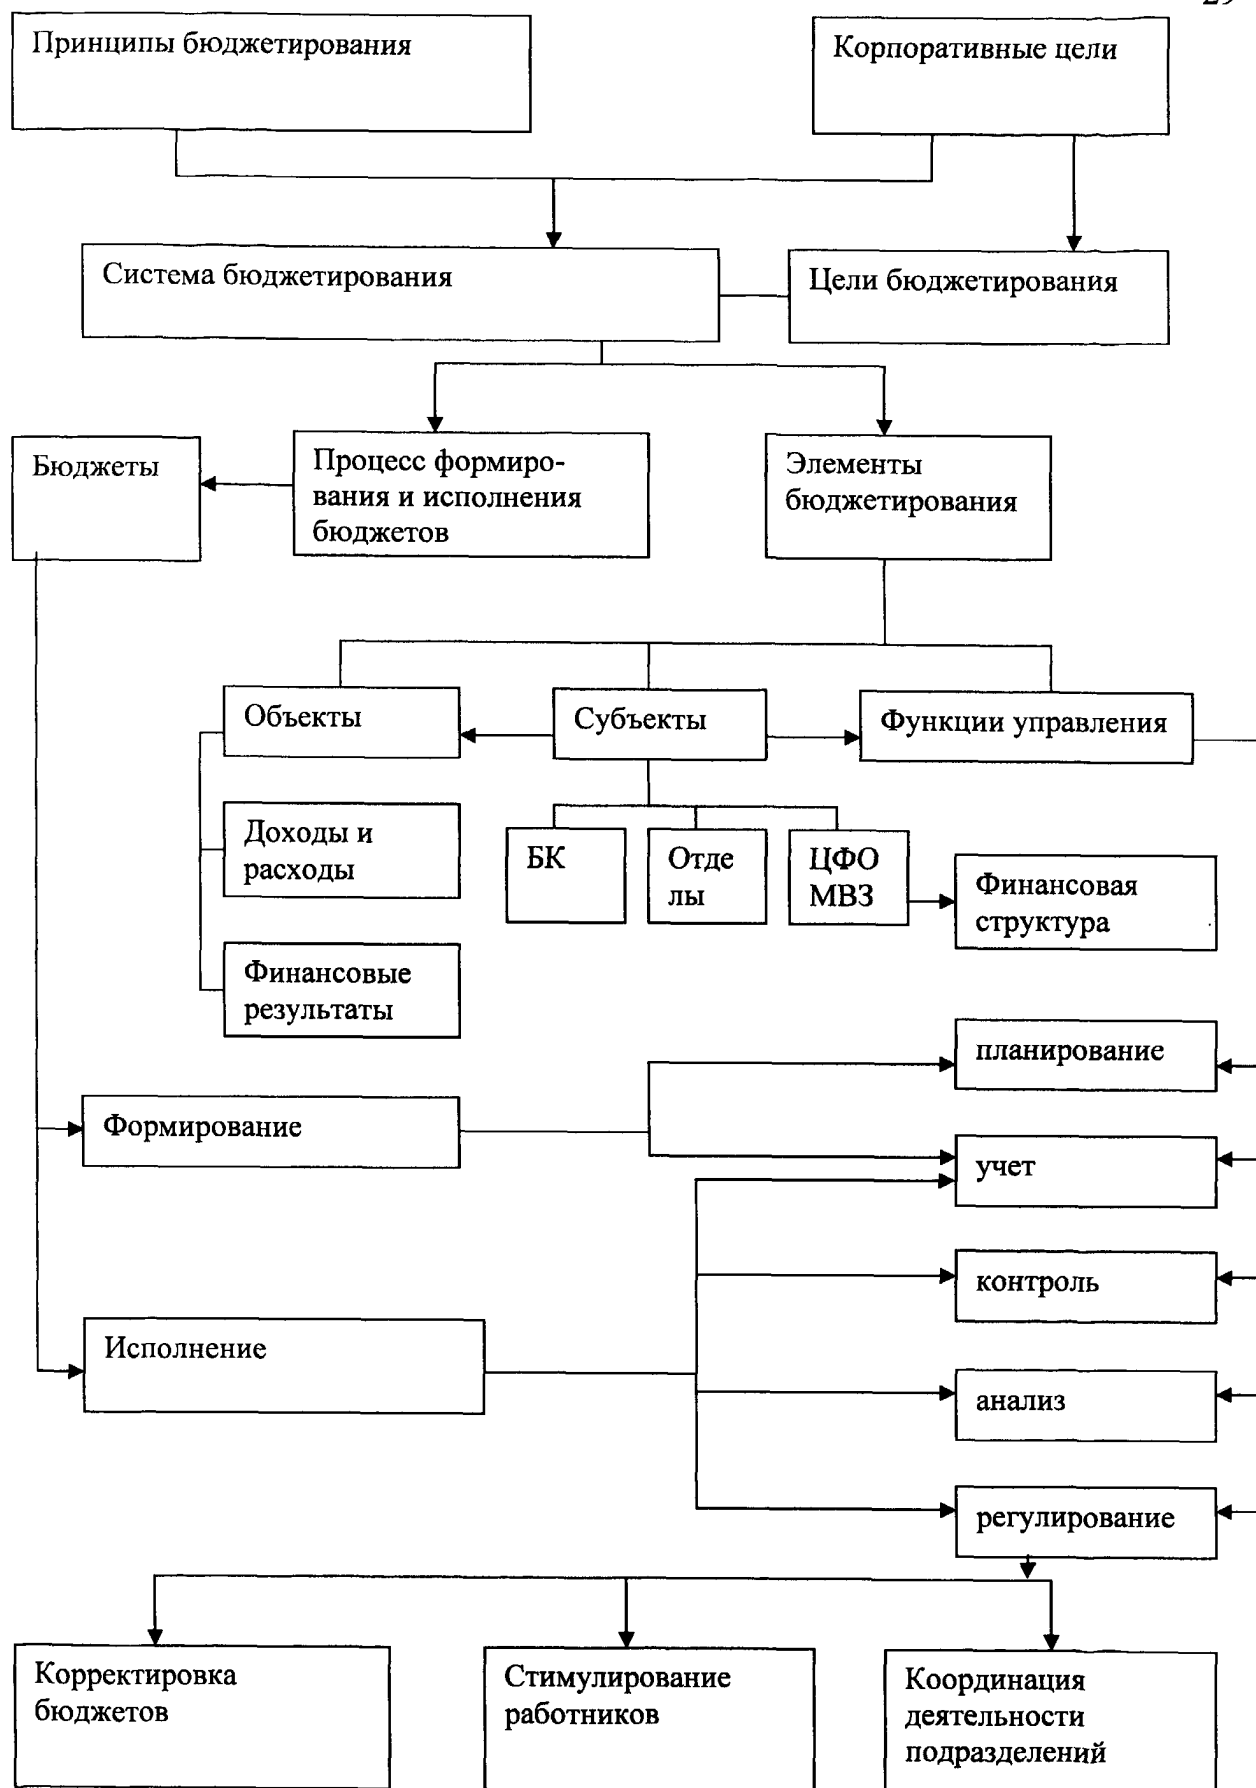 Принципы бюджетирования
Корпоративные цели
Система бюджетирования
Цели бюджетирования
Бюджеты
Процесс формиро-
вания и исполнения
бюджетов
Элементы
бюджетирования
Объекты
Субъекты
Функции управления
Доходы и
расходы
БК
Отде
лы
ЦФО
МВЗ
Финансовая
структура
Финансовые
результаты
планирование
Формирование
учет
контроль
Исполнение
анализ
регулирование
Корректировка
бюджетов
Стимулирование
работников
Координация
деятельности
подразделений